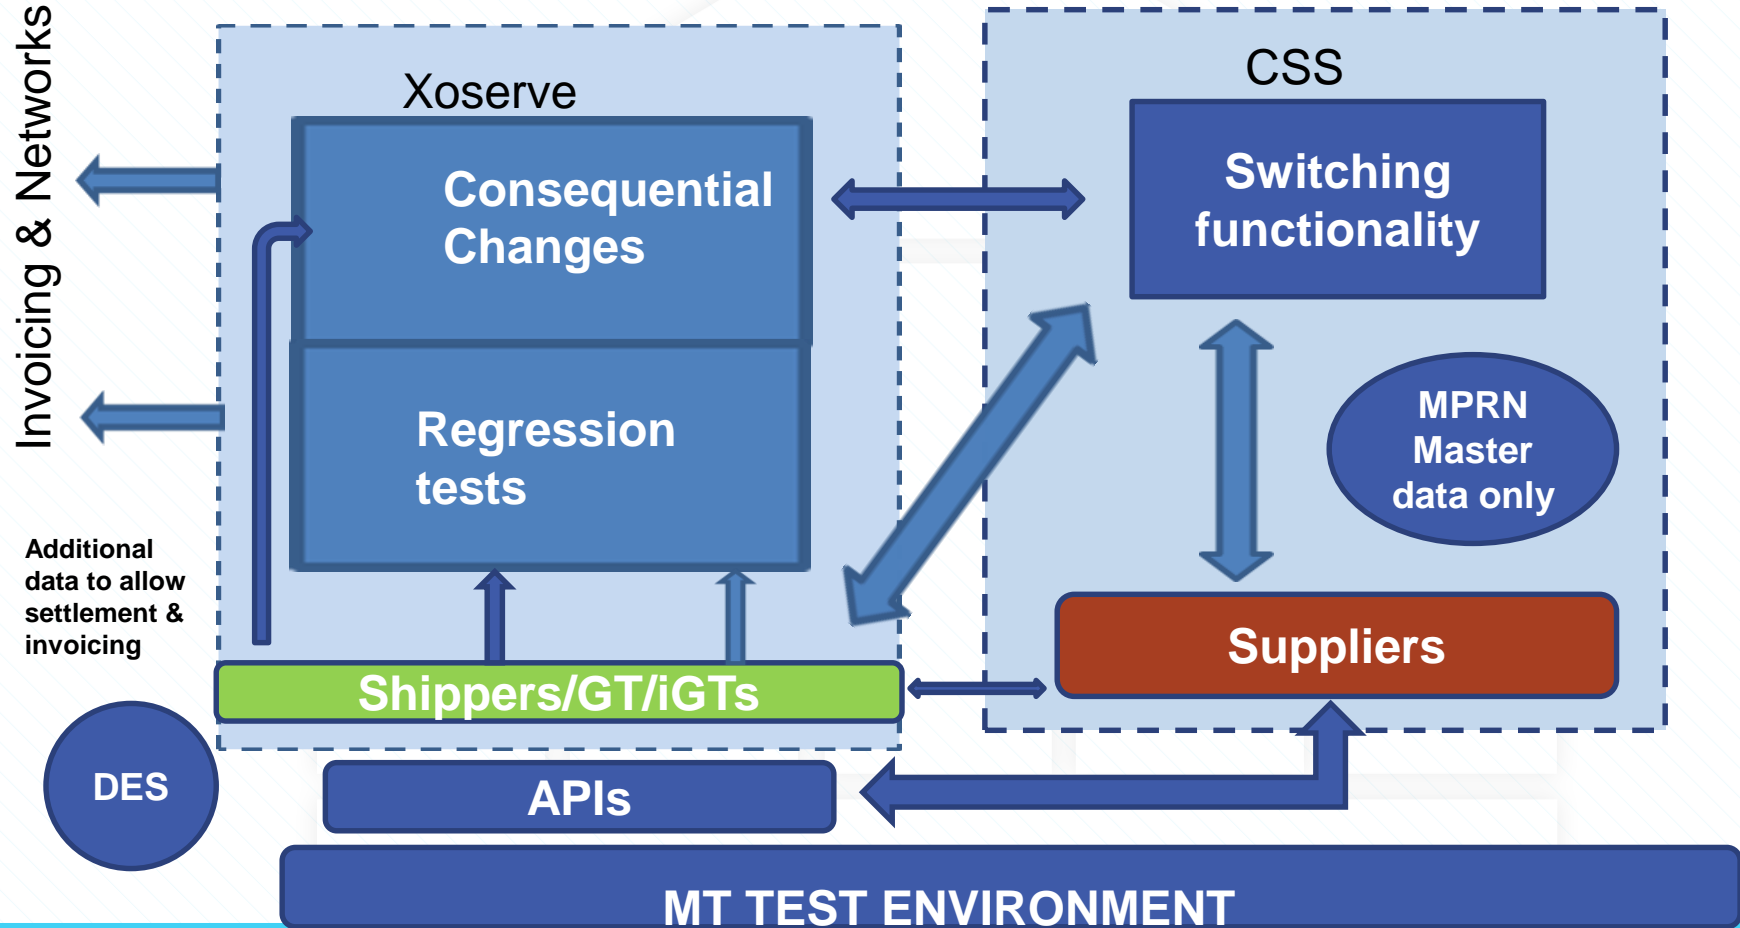 Invoicing & Networks
Xoserve
Consequential
Changes
Regression
tests
CSS
Switching
functionality
MPRN
Master
data only
Additional
data to allow
settlement &
invoicing
Suppliers
Shippers/GT/iGTs
DES
APIs
MT TEST ENVIRONMENT